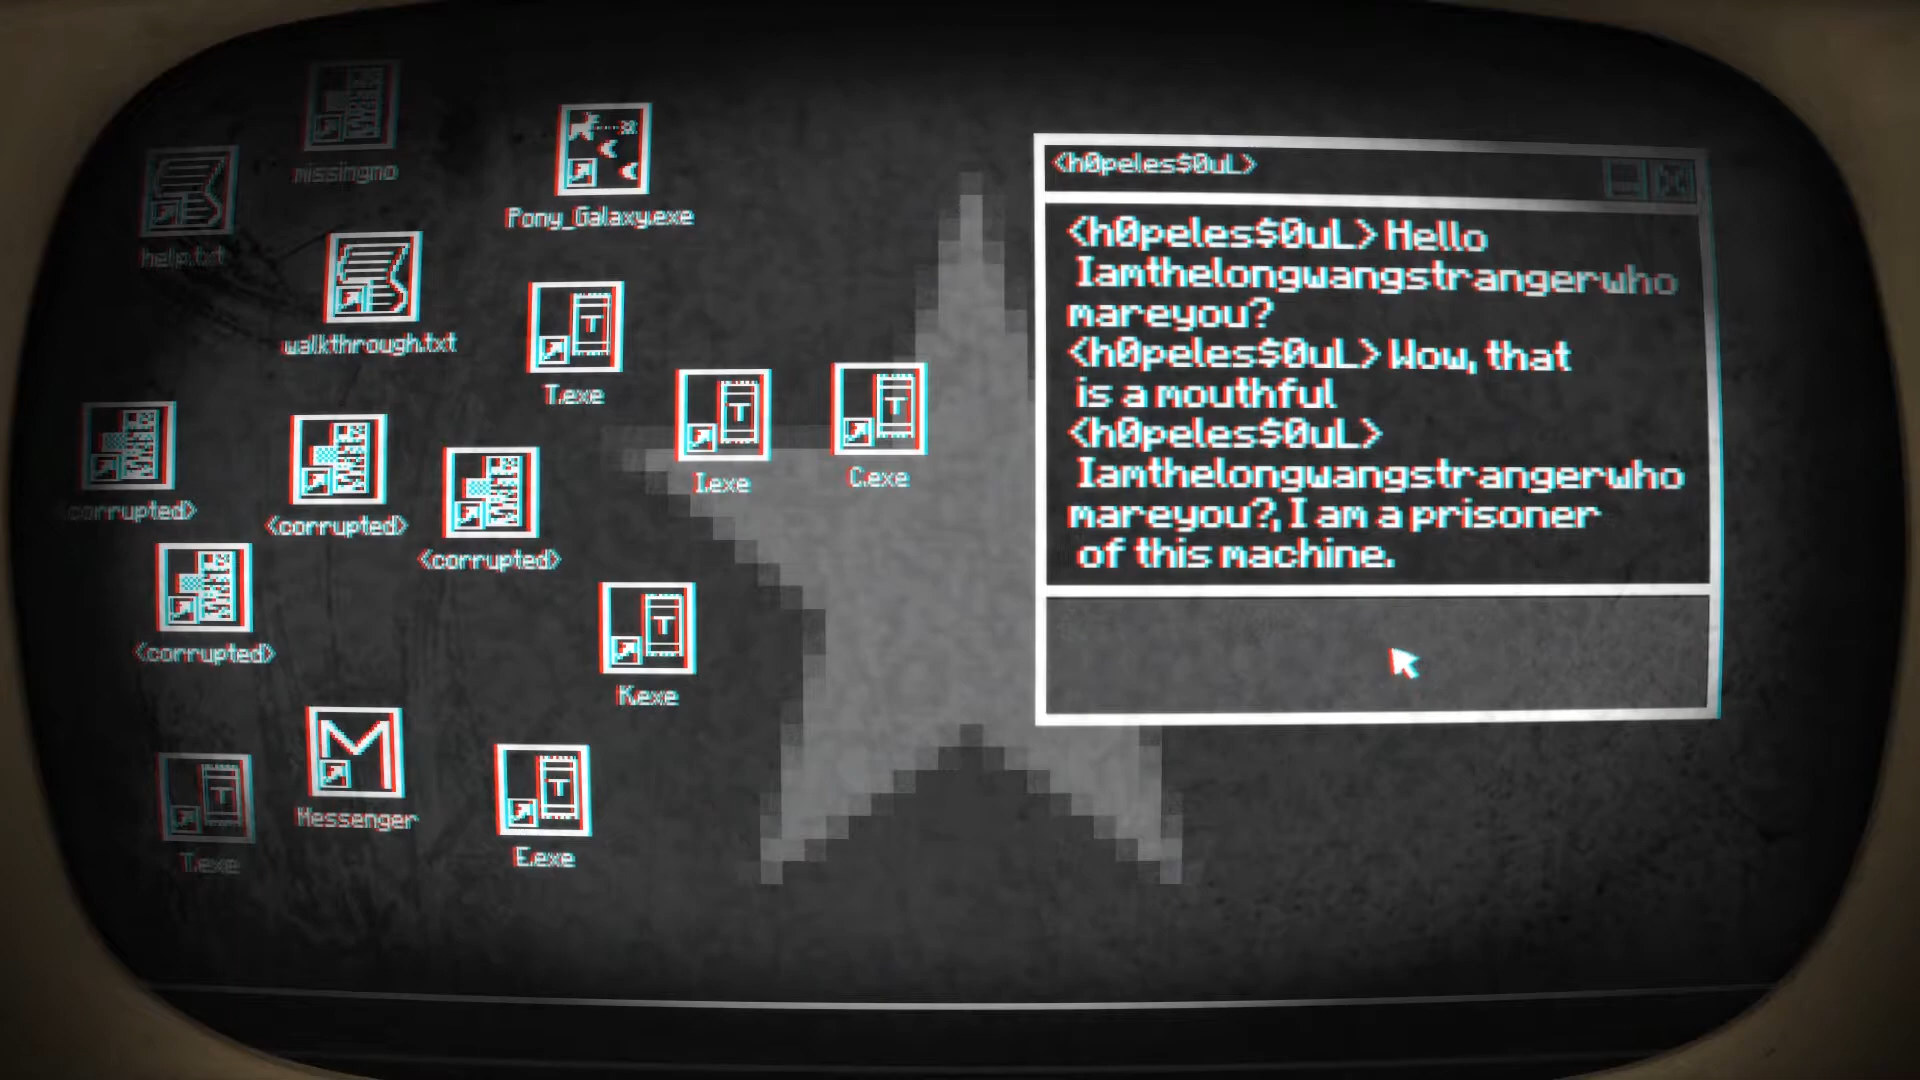 missingno
help.txt
Pony_Galaxy.exe
walkthrough.txt
T.exe
I.exe
C.exe
<corrupted>
<corrupted>
<corrupted>
<corrupted>
K.exe
M
Messenger
T.exe
E.exe
T
T
T
T
T
T
<h0peles$0uL>
<h0peles$0uL> Hello
Iamthelongwangstrangerwho
mareyou?
<h0peles$0uL> Wow, that
is a mouthful
<h0peles$0uL>
Iamthelongwangstrangerwho
mareyou?, I am a prisoner
of this machine.